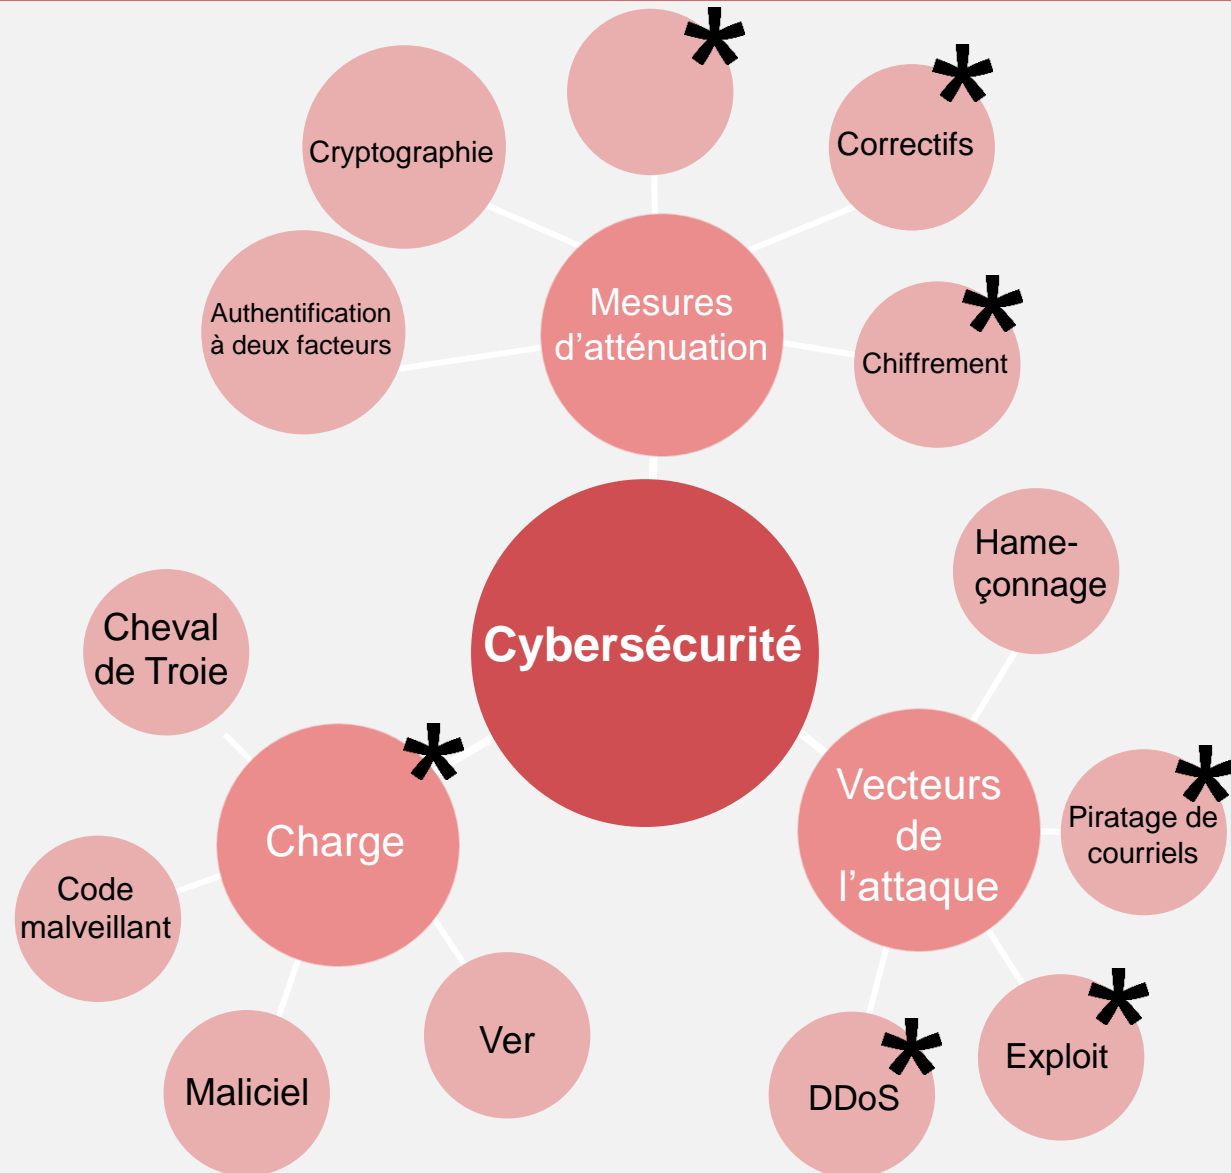 *
*
Cryptographie
Correctifs
*
Authentification
à deux facteurs
Mesures
d’atténuation
Chiffrement
Hame-
çonnage
Cybersécurité
Cheval
de Troie
*
*
Vecteurs
de
l’attaque
Piratage de
courriels
Charge
Code
malveillant
*
*
Ver
Exploit
Maliciel
DDoS